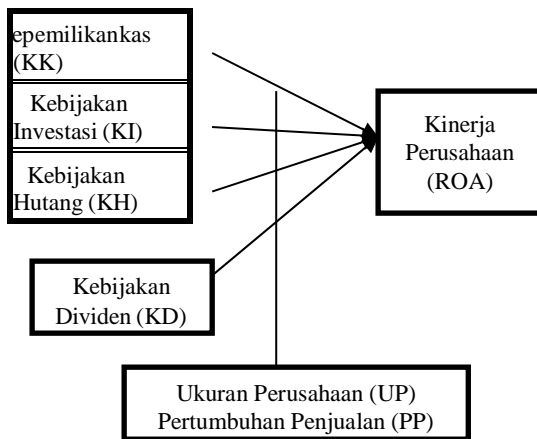 epemilikankas
(KK)
Kebijakan
Investasi (KI)
Kebijakan
Hutang (KH)
Kinerja
Perusahaan
(ROA)
Kebijakan
Dividen (KD)
Ukuran Perusahaan (UP)
Pertumbuhan Penjualan (PP)